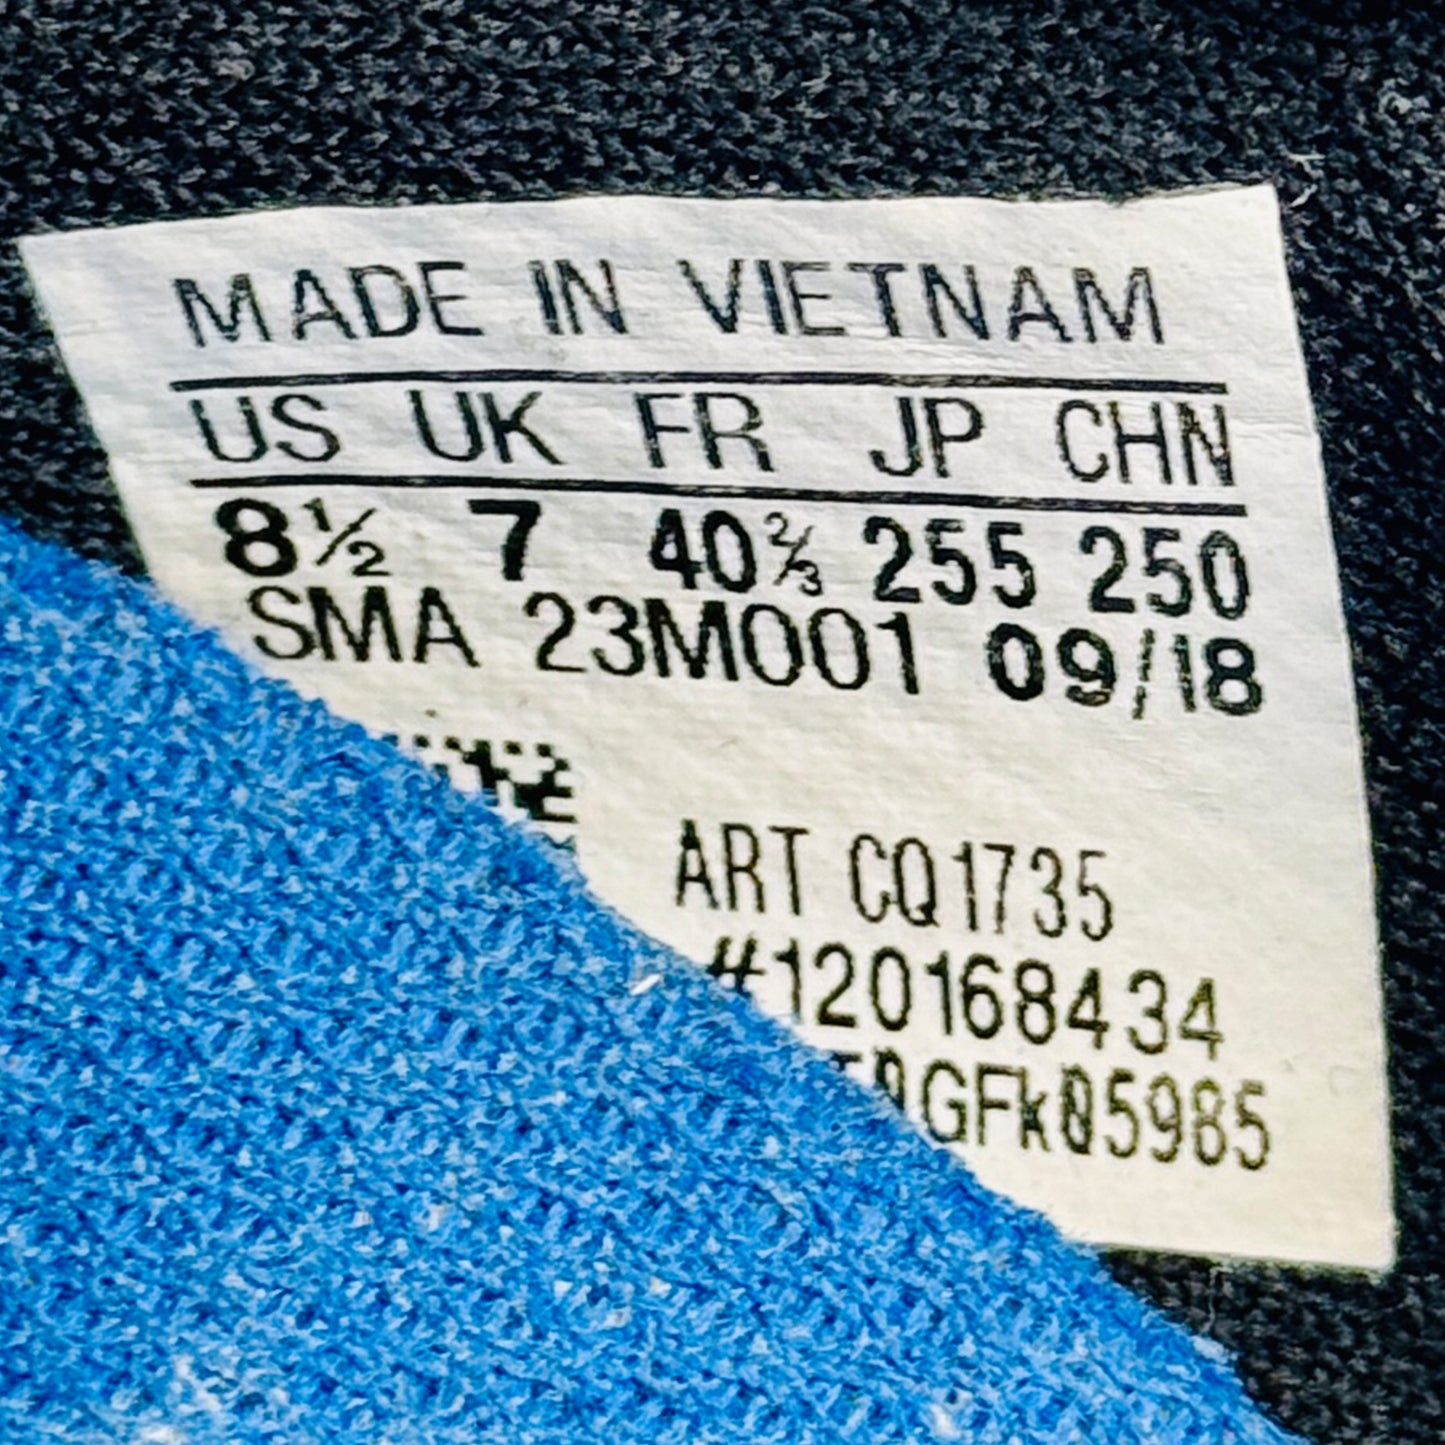 MADE IN VIETNAM
US UK FR JP CHN
8½ 7 40⅔ 255 250
SMA 23M001 09/18
ART CQ1735
#120168434